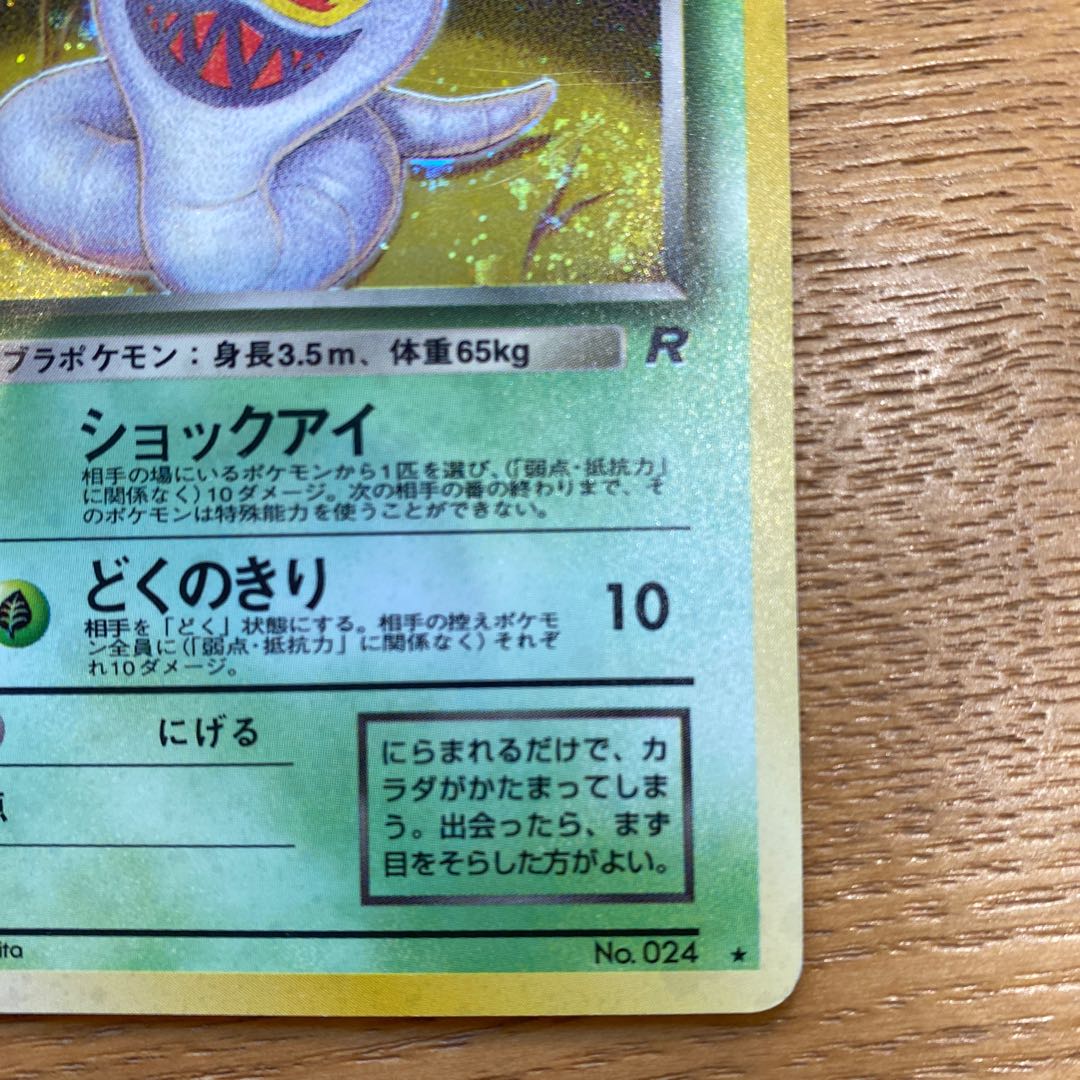 ブラポケモン：身長3.5m、体重65kg
R
ショックアイ
相手の場にいるポケモンから1匹を選び、（「弱点・抵抗力」
に関係なく）10ダメージ。次の相手の番の終わりまで、そ
のポケモンは特殊能力を使うことができない。
どくのきり 10
相手を「どく」状態にする。相手の控えポケモ
ン全員に（「弱点・抵抗力」に関係なく）それぞ
れ10ダメージ。
にげる
点
にらまれるだけで、カ
ラダがかたまってしま
う。出会ったら、まず
目をそらした方がよい。
ita
No. 024 ★